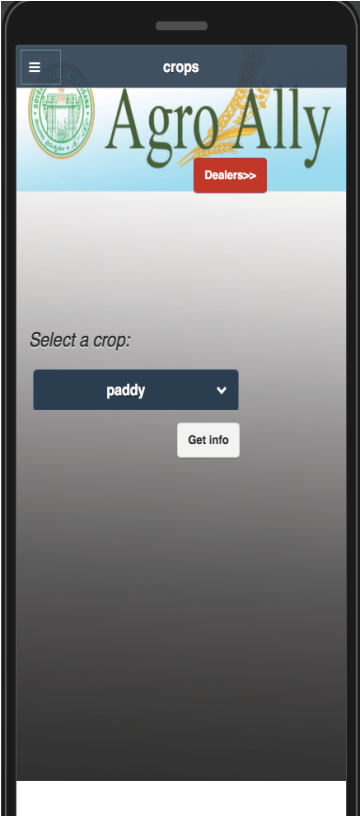 crops
Agro Ally
Dealers>>
Select a crop:
paddy
Get info